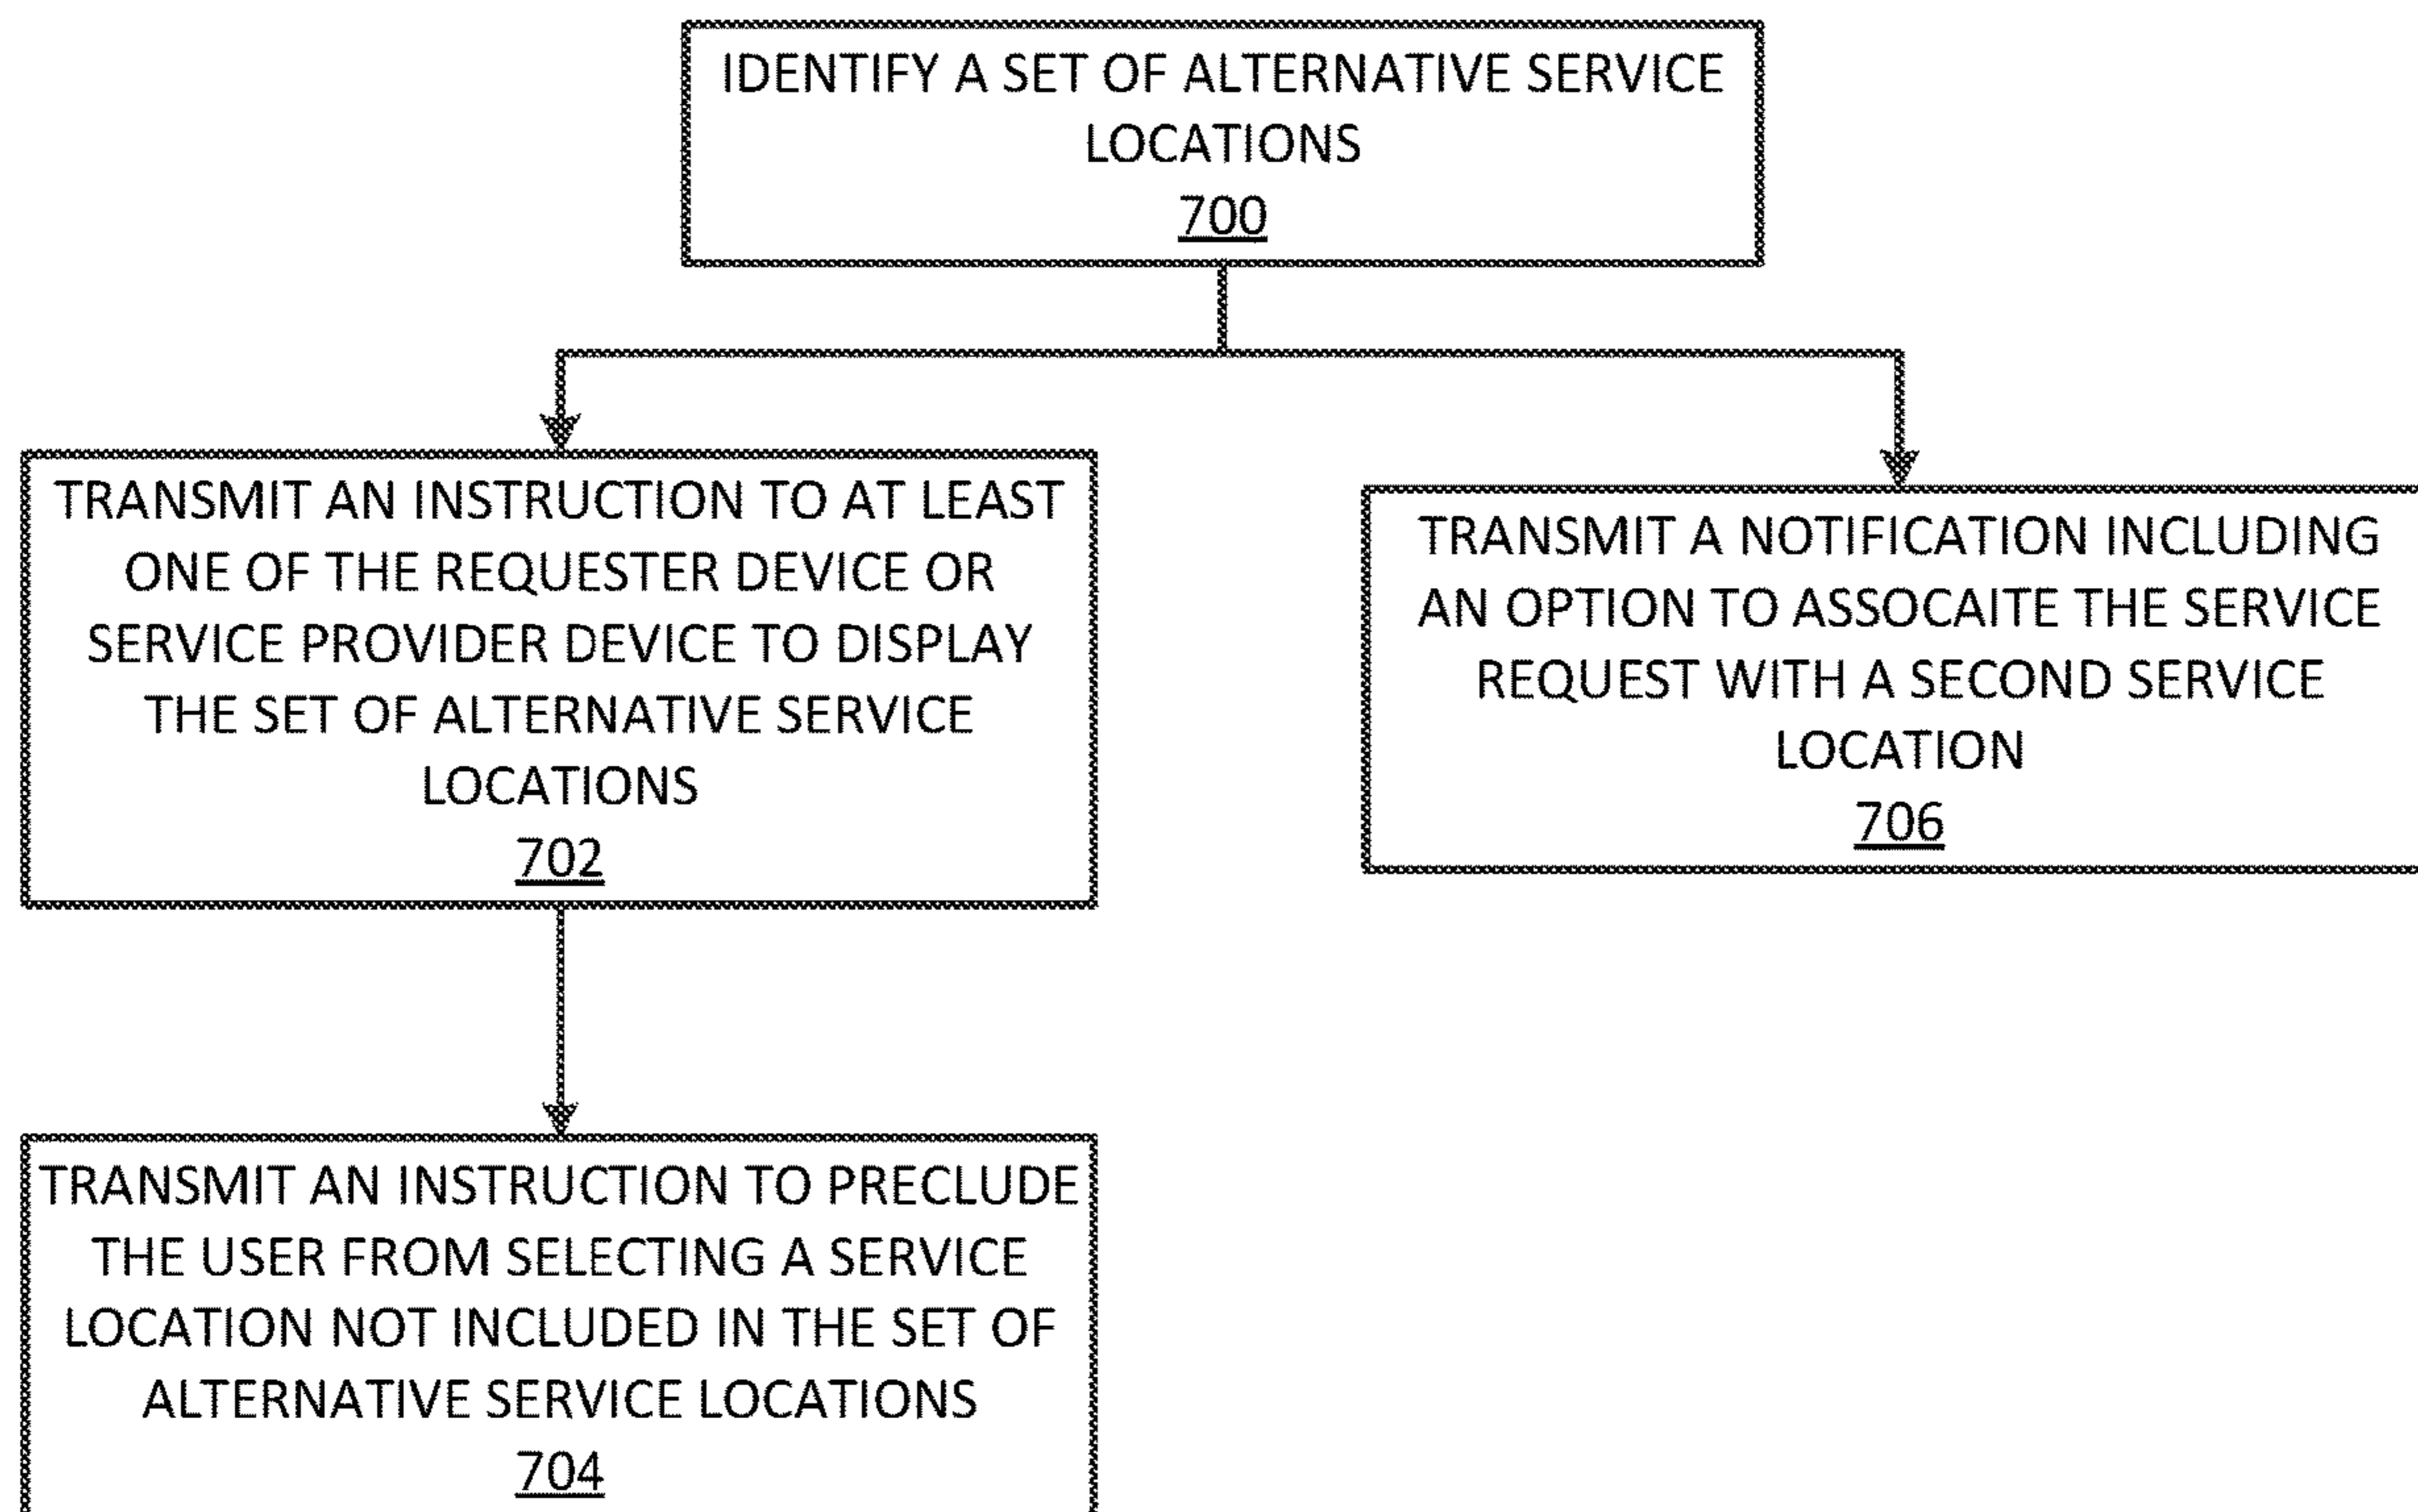 IDENTIFY A SET OF ALTERNATIVE SERVICE
LOCATIONS
700
TRANSMIT AN INSTRUCTION TO AT LEAST
ONE OF THE REQUESTER DEVICE OR
SERVICE PROVIDER DEVICE TO DISPLAY
THE SET OF ALTERNATIVE SERVICE
LOCATIONS
702
TRANSMIT A NOTIFICATION INCLUDING
AN OPTION TO ASSOCAITE THE SERVICE
REQUEST WITH A SECOND SERVICE
LOCATION
706
TRANSMIT AN INSTRUCTION TO PRECLUDE
THE USER FROM SELECTING A SERVICE
LOCATION NOT INCLUDED IN THE SET OF
ALTERNATIVE SERVICE LOCATIONS
704